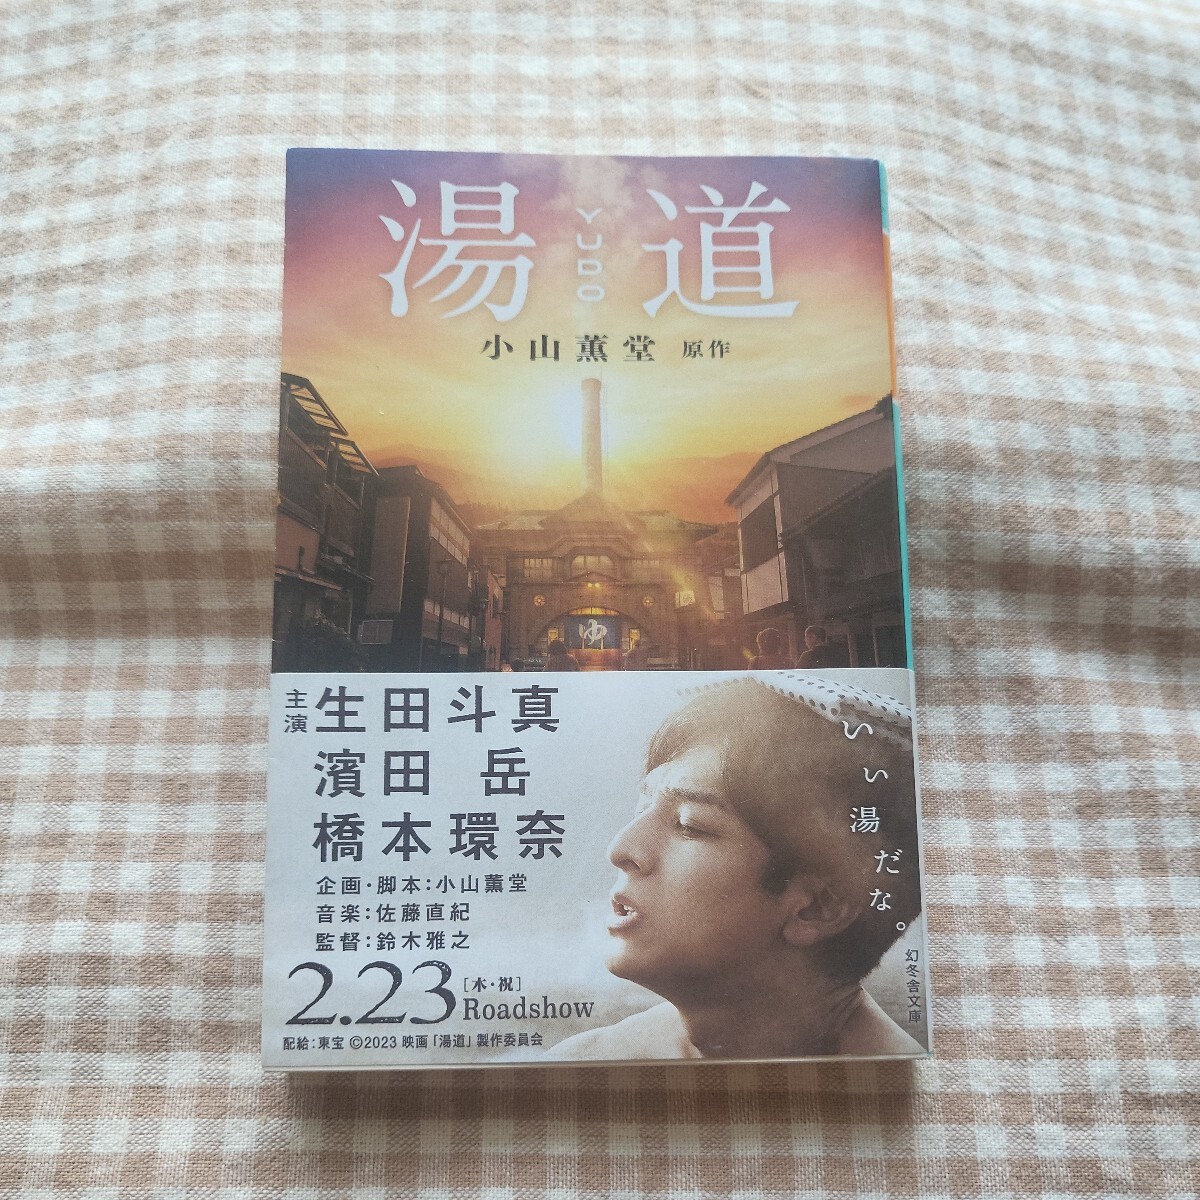 湯道
YUDO
小山薫堂 原作
ゆ
主演
生田斗真
濱田 岳
橋本環奈
企画・脚本:小山薫堂
音楽:佐藤直紀
監督:鈴木雅之
2.23[木・祝]
Roadshow
配給:東宝 ©2023 映画「湯道」製作委員会
いい湯だな。
幻冬舎文庫